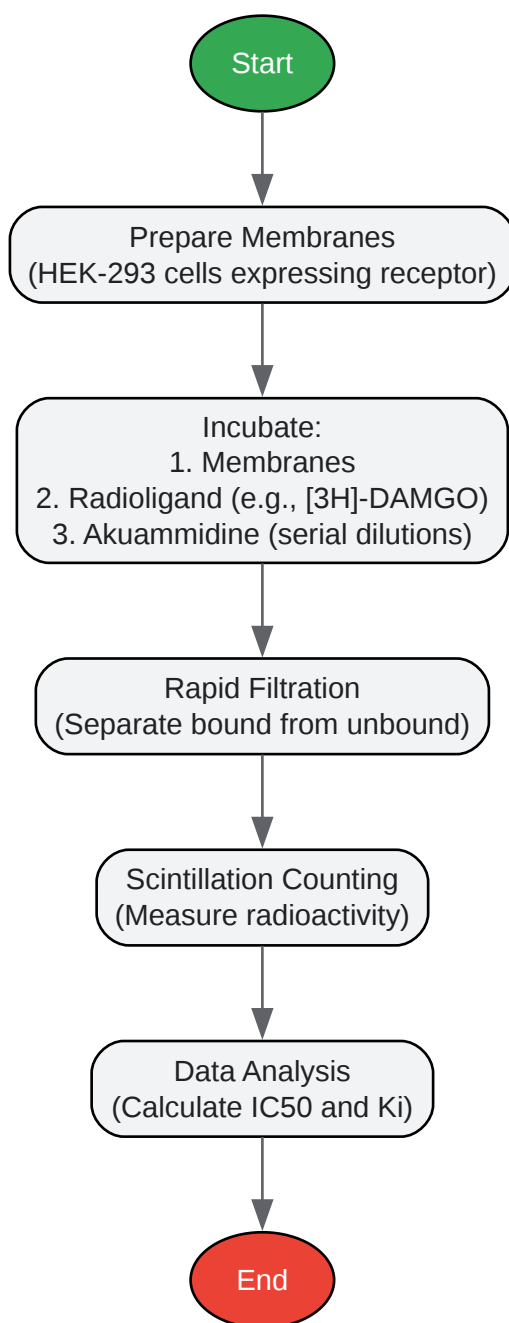 Start
Prepare Membranes
(HEK-293 cells expressing receptor)
Incubate:
1. Membranes
2. Radioligand (e.g., [3H]-DAMGO)
3. Akuammidine (serial dilutions)
Rapid Filtration
(Separate bound from unbound)
Scintillation Counting
(Measure radioactivity)
Data Analysis
(Calculate IC50 and Ki)
End